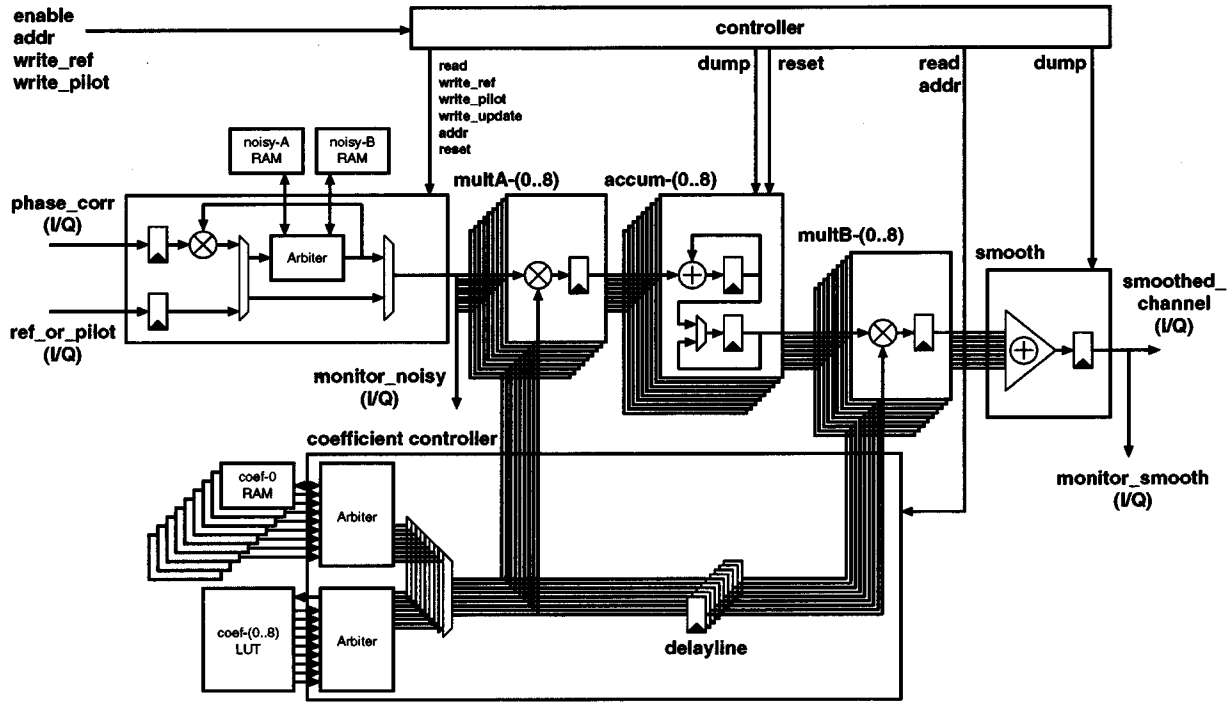 enable
addr
write_ref
write_pilot
controller
read
write_ref
write_pilot
write_update
addr
reset
dump
reset
read
addr
dump
noisy-A
RAM
noisy-B
RAM
phase_corr
(I/Q)
Arbiter
ref_or_pilot
(I/Q)
multA-(0..8)
accum-(0..8)
multB-(0..8)
smooth
smoothed_
channel
(I/Q)
monitor_noisy
(I/Q)
monitor_smooth
(I/Q)
coefficient controller
coef-0
RAM
Arbiter
coef-(0..8)
LUT
Arbiter
delayline